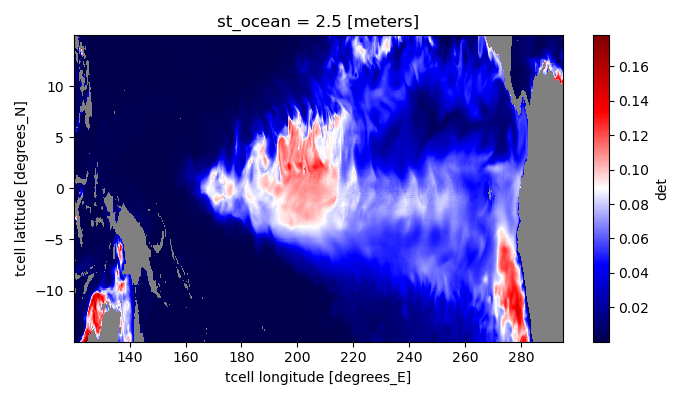 st_ocean = 2.5 [meters]
tcell latitude [degrees_N]
10
5
0
−5
−10
140 160 180 200 220 240 260 280
tcell longitude [degrees_E]
0.16
0.14
0.12
0.10
0.08
0.06
0.04
0.02
det